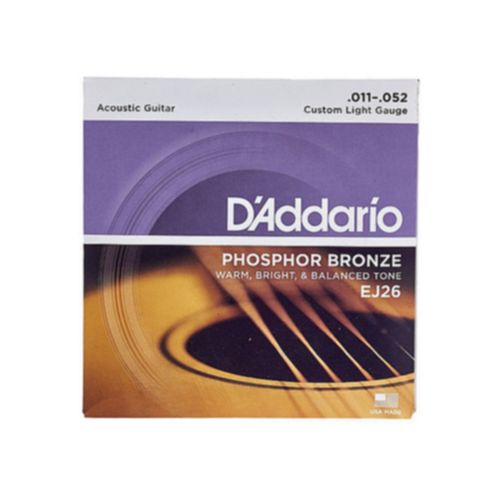 Acoustic Guitar
.011–.052
Custom Light Gauge
D'Addario
PHOSPHOR BRONZE
WARM, BRIGHT, & BALANCED TONE
EJ26
USA MADE